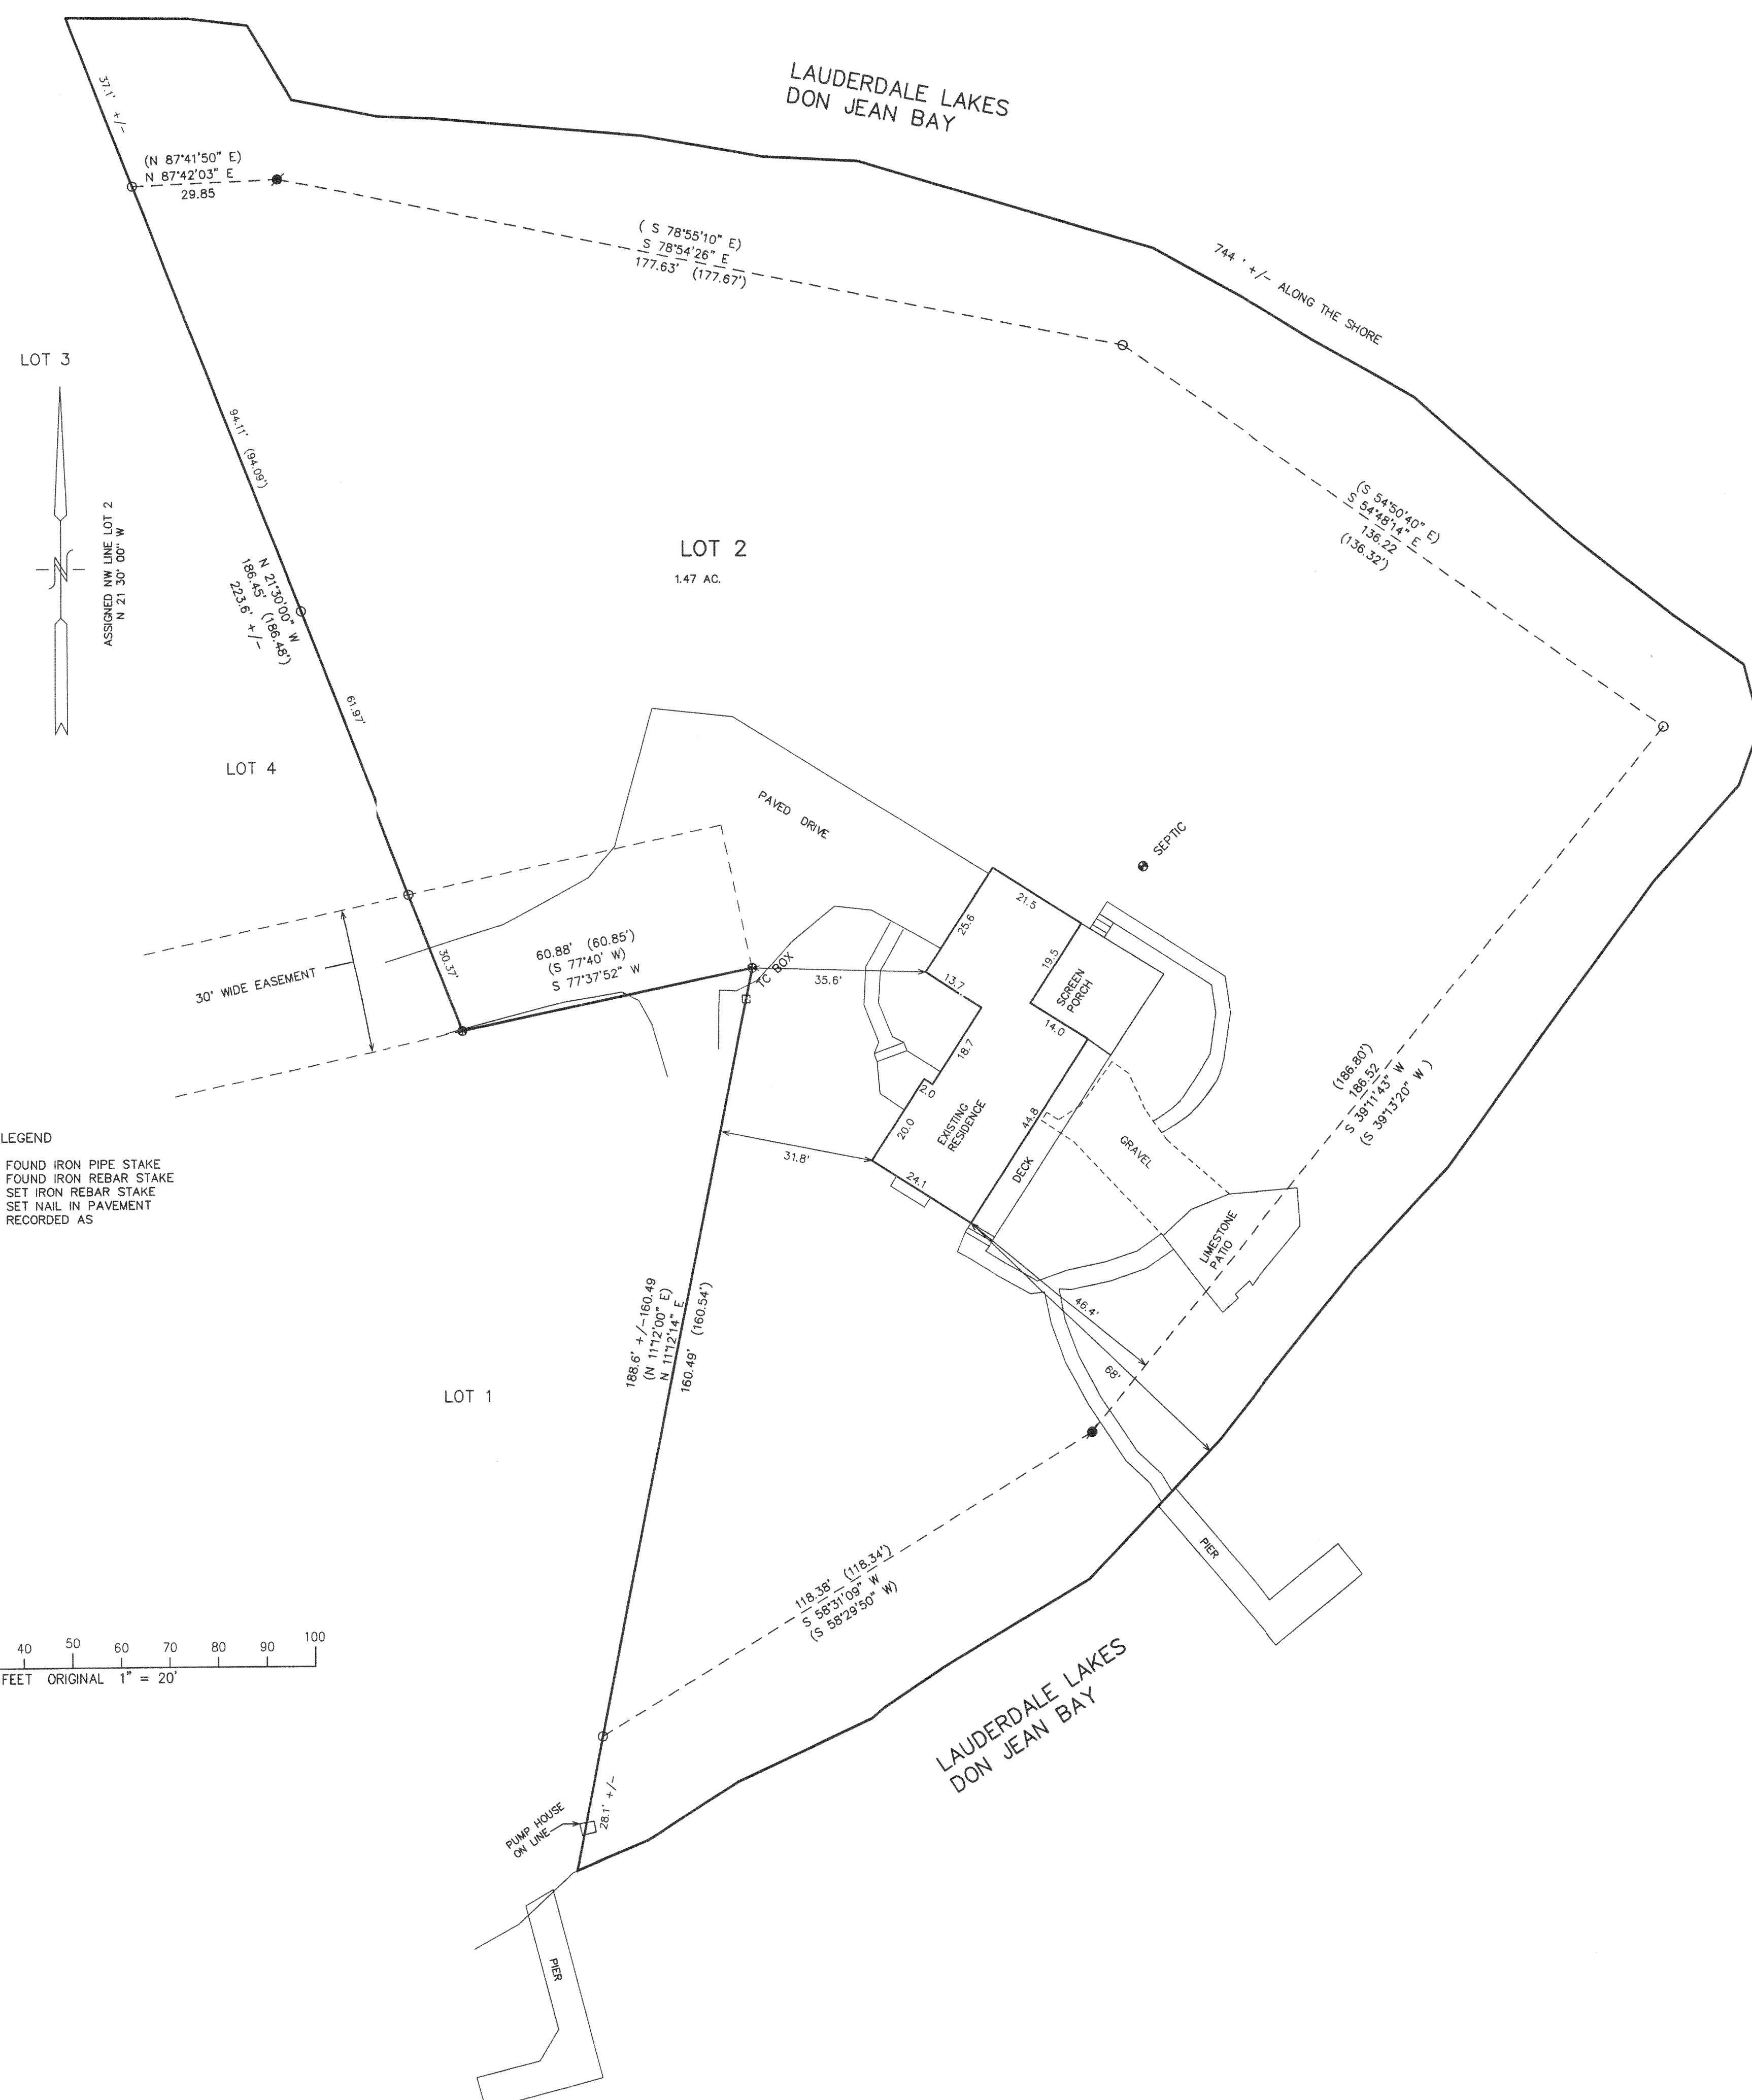 LAUDERDALE LAKES
DON JEAN BAY
37.1' +/-
(N 87°41'50" E)
N 87°42'03" E
29.85
( S 78°55'10" E)
S 78°54'26" E
177.63' (177.67')
744 ' +/- ALONG THE SHORE
LOT 3
94.11' (94.09')
ASSIGNED NW LINE LOT 2
N 21 30' 00" W
N
N 21°30'00" W
186.45' (186.48')
223.6' +/-
LOT 2
1.47 AC.
(S 54°50'40" E)
S 54°48'14" E
136.22
(136.32')
61.97'
LOT 4
PAVED DRIVE
SEPTIC
21.5
25.6
19.5
SCREEN
PORCH
13.7
14.0
18.7
2.0
20.0
EXISTING
RESIDENCE
44.8
24.1
DECK
GRAVEL
LIMESTONE
PATIO
30' WIDE EASEMENT
30.37'
60.88' (60.85')
(S 77°40' W)
S 77°37'52" W
TC BOX
35.6'
31.8'
(186.80')
186.52
S 39°11'43" W
(S 39°13'20" W )
LEGEND
FOUND IRON PIPE STAKE
FOUND IRON REBAR STAKE
SET IRON REBAR STAKE
SET NAIL IN PAVEMENT
RECORDED AS
188.6' +/-160.49
(N 11°12'00" E)
N 11°12'14" E
160.49' (160.54')
46.4'
68'
LOT 1
PIER
118.38' (118.34')
S 58°31'09" W
(S 58°29'50" W)
40 50 60 70 80 90 100
FEET ORIGINAL 1" = 20'
LAUDERDALE LAKES
DON JEAN BAY
28.1' +/-
PUMP HOUSE
ON LINE
PIER